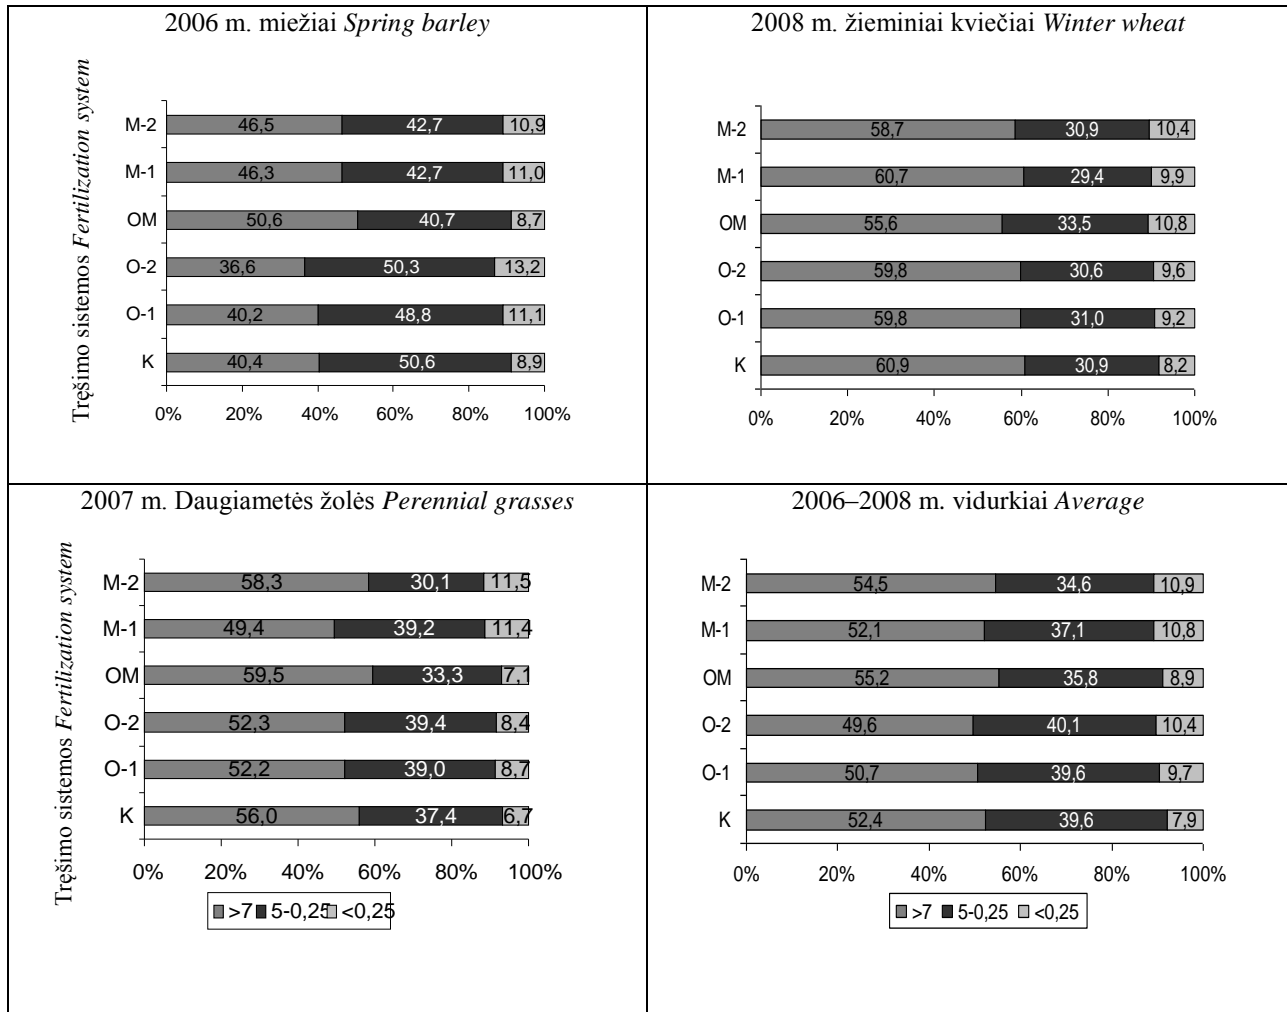 2006 m. miežiai Spring barley
Tręšimo sistemos Fertilization system
M-2 46,5 42,7 10,9
M-1 46,3 42,7 11,0
OM 50,6 40,7 8,7
O-2 36,6 50,3 13,2
O-1 40,2 48,8 11,1
K 40,4 50,6 8,9
0% 20% 40% 60% 80% 100%
2008 m. žieminiai kviečiai Winter wheat
M-2 58,7 30,9 10,4
M-1 60,7 29,4 9,9
OM 55,6 33,5 10,8
O-2 59,8 30,6 9,6
O-1 59,8 31,0 9,2
K 60,9 30,9 8,2
0% 20% 40% 60% 80% 100%
2007 m. Daugiametės žolės Perennial grasses
Tręšimo sistemos Fertilization system
M-2 58,3 30,1 11,5
M-1 49,4 39,2 11,4
OM 59,5 33,3 7,1
O-2 52,3 39,4 8,4
O-1 52,2 39,0 8,7
K 56,0 37,4 6,7
0% 20% 40% 60% 80% 100%
>7 5-0,25 <0,25
2006–2008 m. vidurkiai Average
M-2 54,5 34,6 10,9
M-1 52,1 37,1 10,8
OM 55,2 35,8 8,9
O-2 49,6 40,1 10,4
O-1 50,7 39,6 9,7
K 52,4 39,6 7,9
0% 20% 40% 60% 80% 100%
>7 5-0,25 <0,25